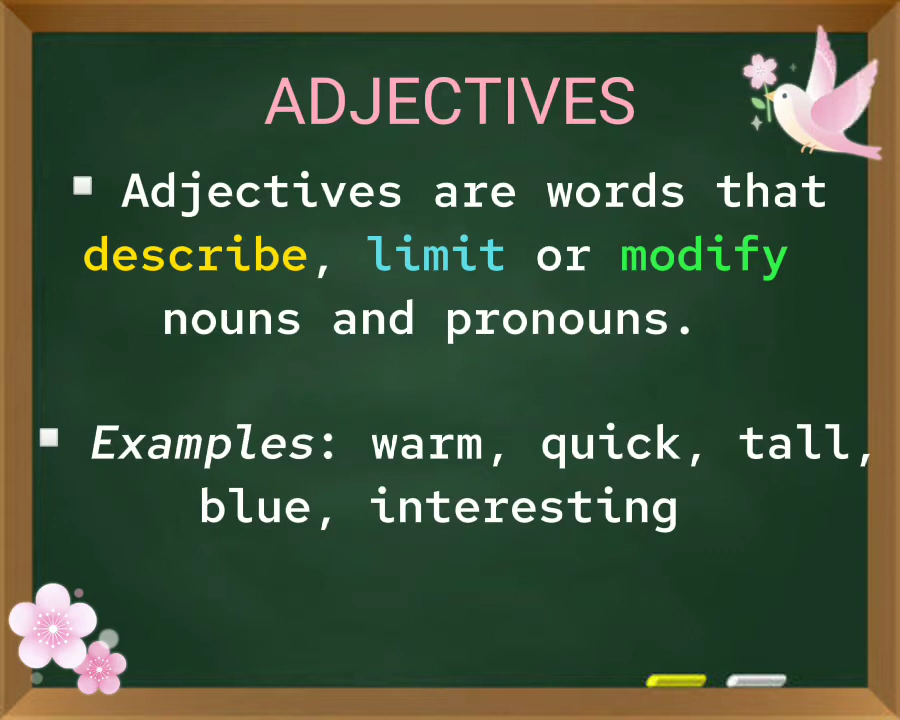 ADJECTIVES
▪ Adjectives are words that
describe, limit or modify
nouns and pronouns.
▪ Examples: warm, quick, tall,
blue, interesting